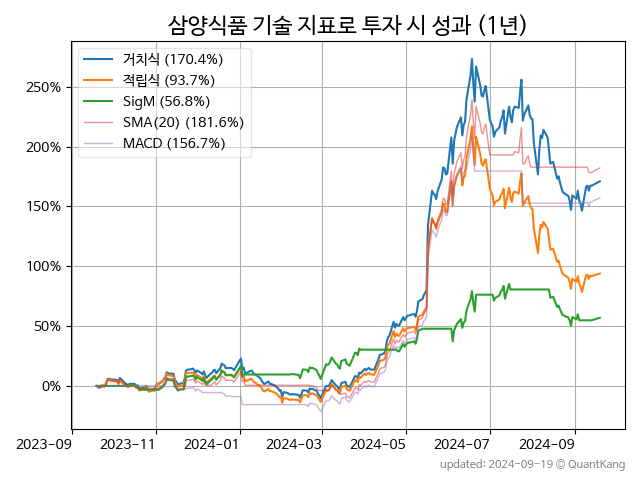 삼양식품 기술 지표로 투자 시 성과 (1년)
거치식 (170.4%)
적립식 (93.7%)
SigM (56.8%)
SMA(20) (181.6%)
MACD (156.7%)
250%
200%
150%
100%
50%
0%
2023-09 2023-11 2024-01 2024-03 2024-05 2024-07 2024-09
updated: 2024-09-19 © QuantKang